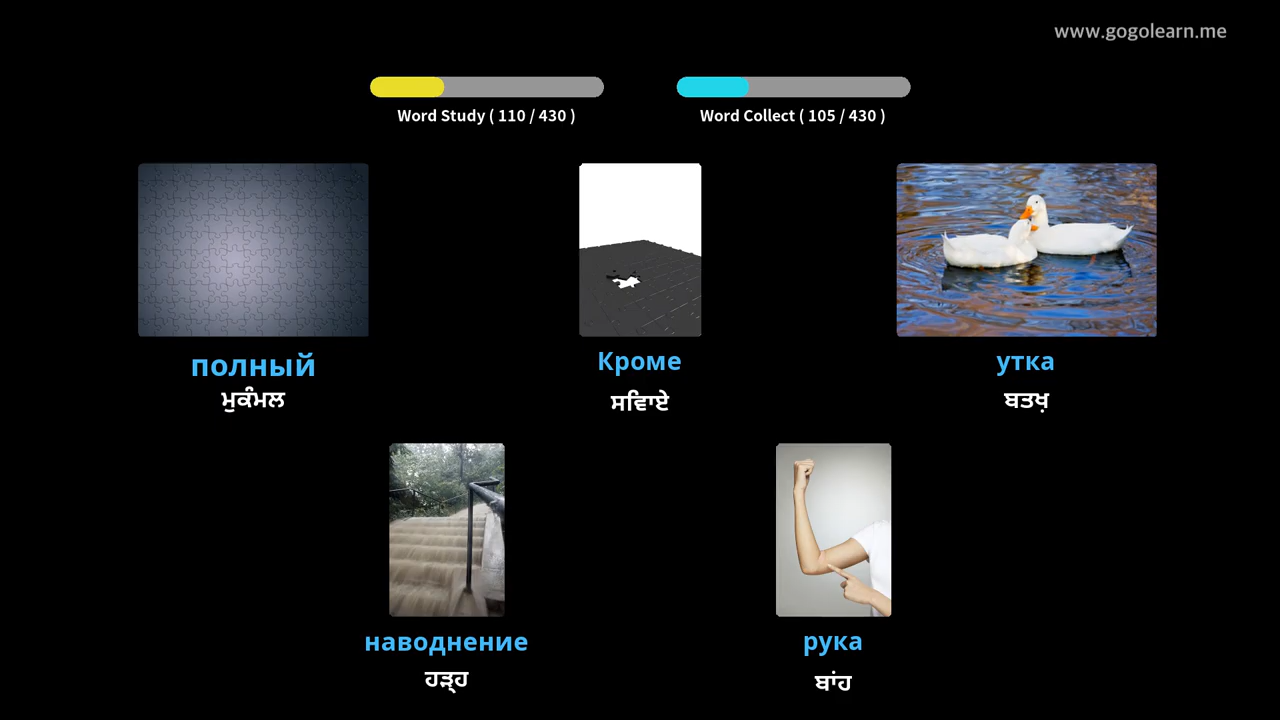 www.gogolearn.me
Word Study ( 110 / 430 )
Word Collect ( 105 / 430 )
полный
ਮੁਕੰਮਲ
Кроме
ਸਿਵਾਏ
утка
ਬਤਖ਼
наводнение
ਹੜ੍ਹ
рука
ਬਾਂਹ